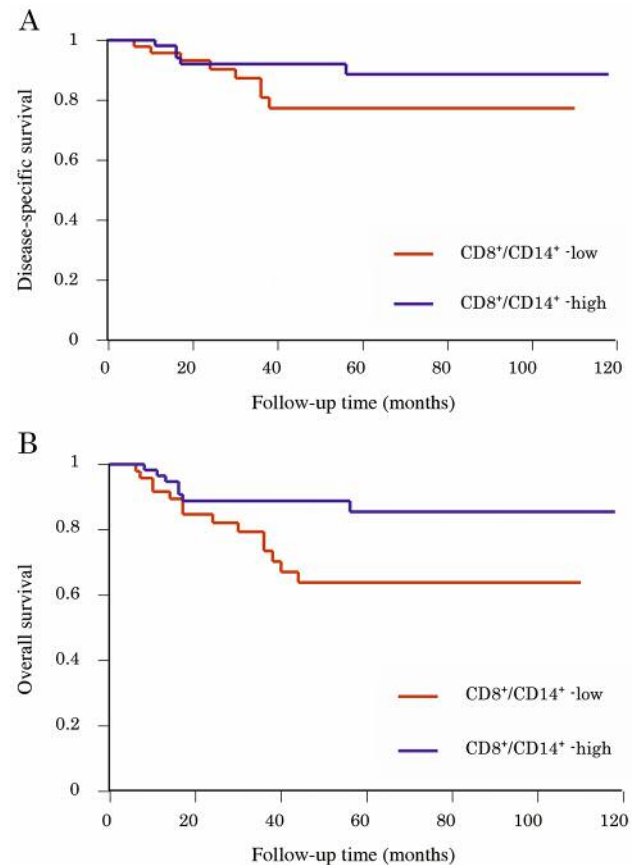 A
1
0.8
0.6
0.4
0.2
0
Disease-specific survival
CD8⁺/CD14⁺ -low
CD8⁺/CD14⁺ -high
0 20 40 60 80 100 120
Follow-up time (months)
B
1
0.8
0.6
0.4
0.2
0
Overall survival
CD8⁺/CD14⁺ -low
CD8⁺/CD14⁺ -high
0 20 40 60 80 100 120
Follow-up time (months)